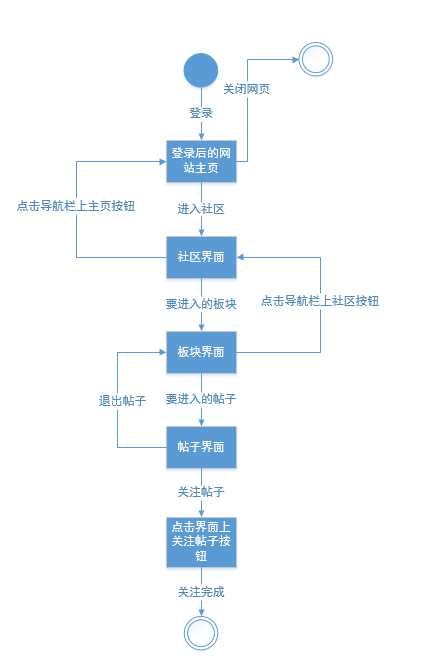 关闭网页
登录
登录后的网
站主页
点击导航栏上主页按钮
进入社区
社区界面
要进入的板块
点击导航栏上社区按钮
板块界面
退出帖子
要进入的帖子
帖子界面
关注帖子
点击界面上
关注帖子按
钮
关注完成